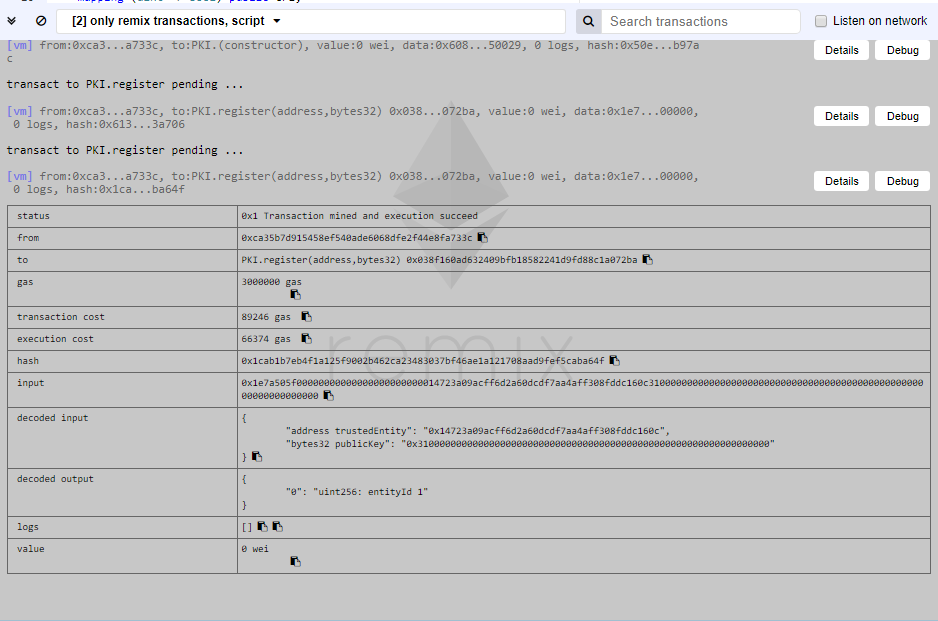 [2] only remix transactions, script
Search transactions
Listen on network
[vm] from:0xca3...a733c, to:PKI.(constructor), value:0 wei, data:0x608...50029, 0 logs, hash:0x50e...b97a
c
Details
Debug
transact to PKI.register pending ...
[vm] from:0xca3...a733c, to:PKI.register(address,bytes32) 0x038...072ba, value:0 wei, data:0x1e7...00000,
0 logs, hash:0x613...3a706
Details
Debug
transact to PKI.register pending ...
[vm] from:0xca3...a733c, to:PKI.register(address,bytes32) 0x038...072ba, value:0 wei, data:0x1e7...00000,
0 logs, hash:0x1ca...ba64f
Details
Debug
status 0x1 Transaction mined and execution succeed
from 0xca35b7d915458ef540ade6068dfe2f44e8fa733c
to PKI.register(address,bytes32) 0x038f160ad632409bfb18582241d9fd88c1a072ba
gas 3000000 gas
transaction cost 89246 gas
execution cost 66374 gas
hash 0x1cab1b7eb4f1a125f9002b462ca23483037bf46ae1a121708aad9fef5caba64f
input 0x1e7a505f00000000000000000000000014723a09acff6d2a60dcdf7aa4aff308fddc160c31000000000000000000000000000000000000000000000000
00000000000000
decoded input {
"address trustedEntity": "0x14723a09acff6d2a60dcdf7aa4aff308fddc160c",
"bytes32 publicKey": "0x3100000000000000000000000000000000000000000000000000000000000000"
}
decoded output {
"0": "uint256: entityId 1"
}
logs []
value 0 wei
remix